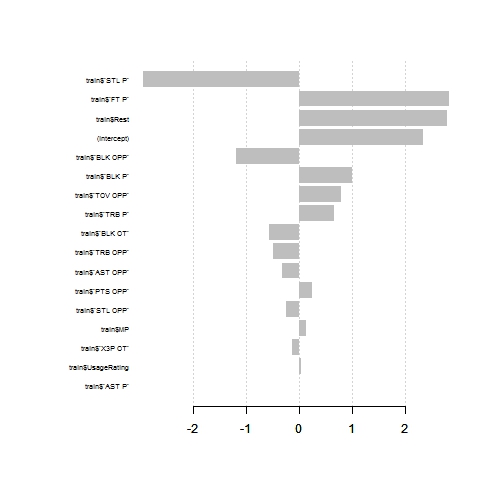 train$`STL P`
train$`FT P`
train$Rest
(Intercept)
train$`BLK OPP`
train$`BLK P`
train$`TOV OPP`
train$`TRB P`
train$`BLK OT`
train$`TRB OPP`
train$`AST OPP`
train$`PTS OPP`
train$`STL OPP`
train$MP
train$`X3P OT`
train$UsageRating
train$`AST P`
-2 -1 0 1 2